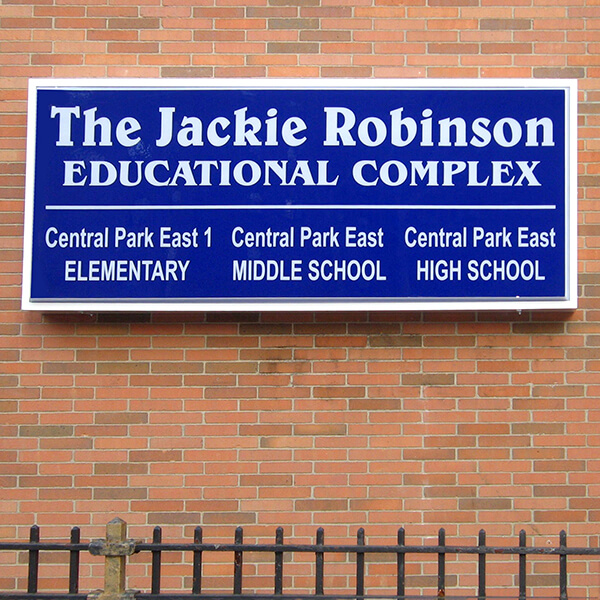 The Jackie Robinson
EDUCATIONAL COMPLEX
Central Park East 1 Central Park East Central Park East
ELEMENTARY MIDDLE SCHOOL HIGH SCHOOL